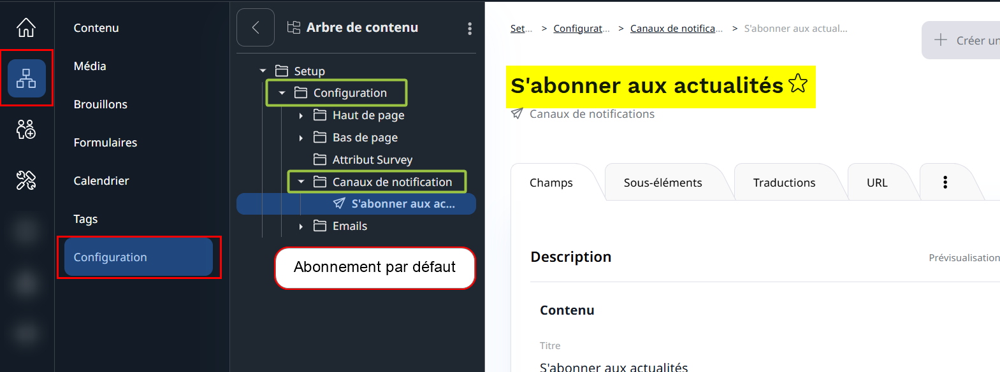 Contenu
Média
Brouillons
Formulaires
Calendrier
Tags
Configuration
Arbre de contenu
Setup
Configuration
Haut de page
Bas de page
Attribut Survey
Canaux de notification
S'abonner aux ac...
Emails
Abonnement par défaut
Set... > Configurat... > Canaux de notifica... > S'abonner aux actual...
Créer un
S'abonner aux actualités
Canaux de notifications
Champs
Sous-éléments
Traductions
URL
Description
Prévisualisation
Contenu
Titre
S'abonner aux actualités